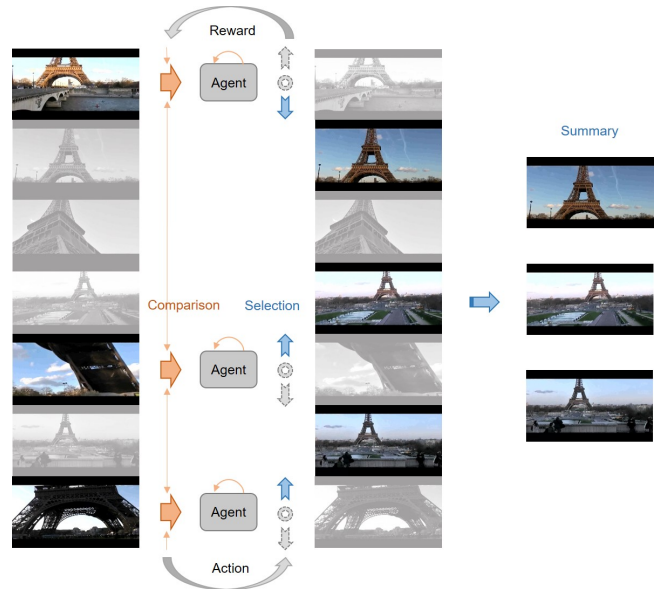 Reward
Agent
Summary
Comparison
Selection
Agent
Agent
Action